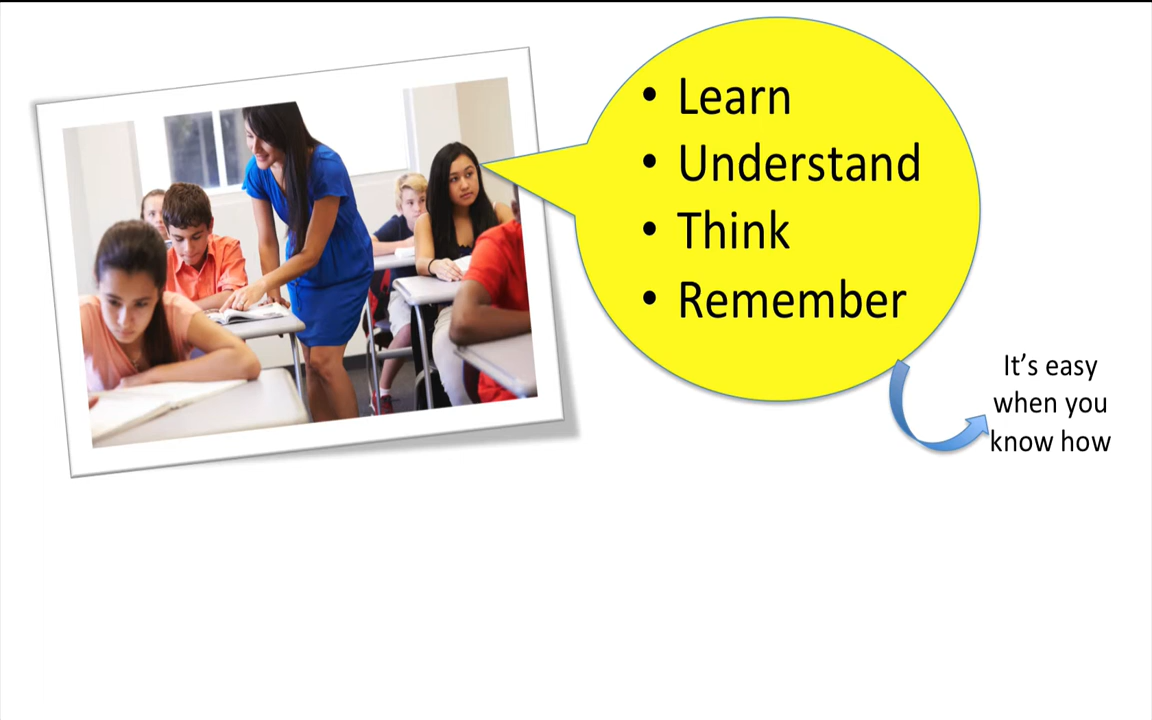 • Learn
• Understand
• Think
• Remember
It’s easy
when you
know how